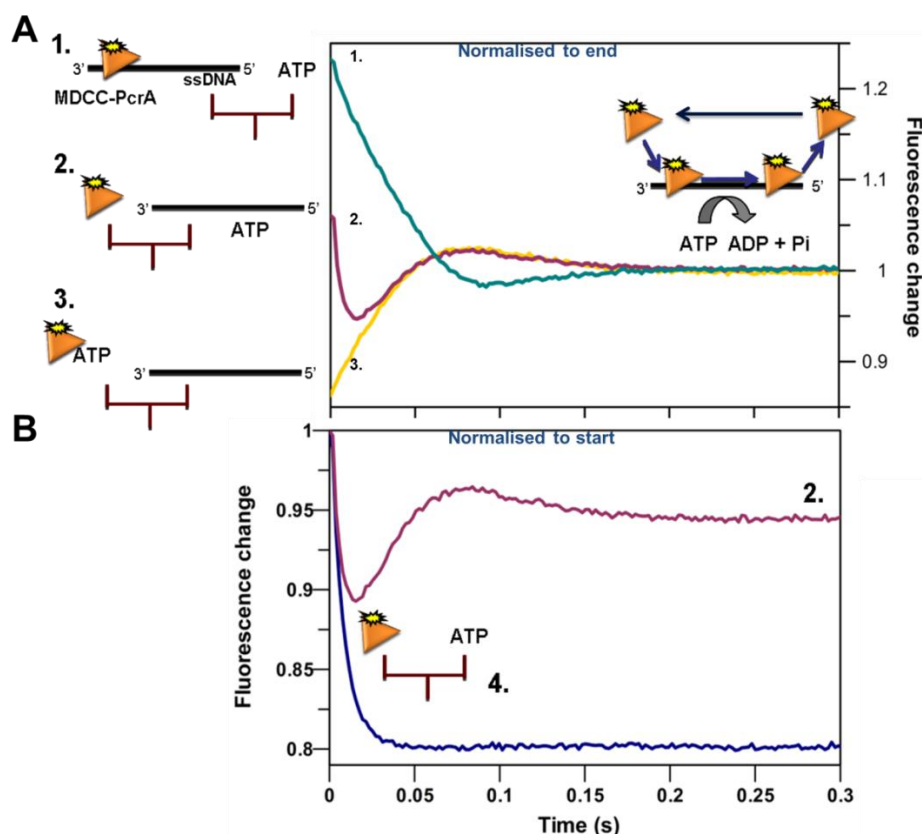 A
1.
3'
5'
ATP
MDCC-PcrA
ssDNA
2.
3'
5'
ATP
3.
ATP
3'
5'
Normalised to end
1.
2.
3.
3'
5'
ATP ADP + Pi
1.2
1.1
1
0.9
Fluorescence change
B
Normalised to start
2.
ATP
4.
1
0.95
0.9
0.85
0.8
Fluorescence change
0
0.05
0.1
0.15
0.2
0.25
0.3
Time (s)